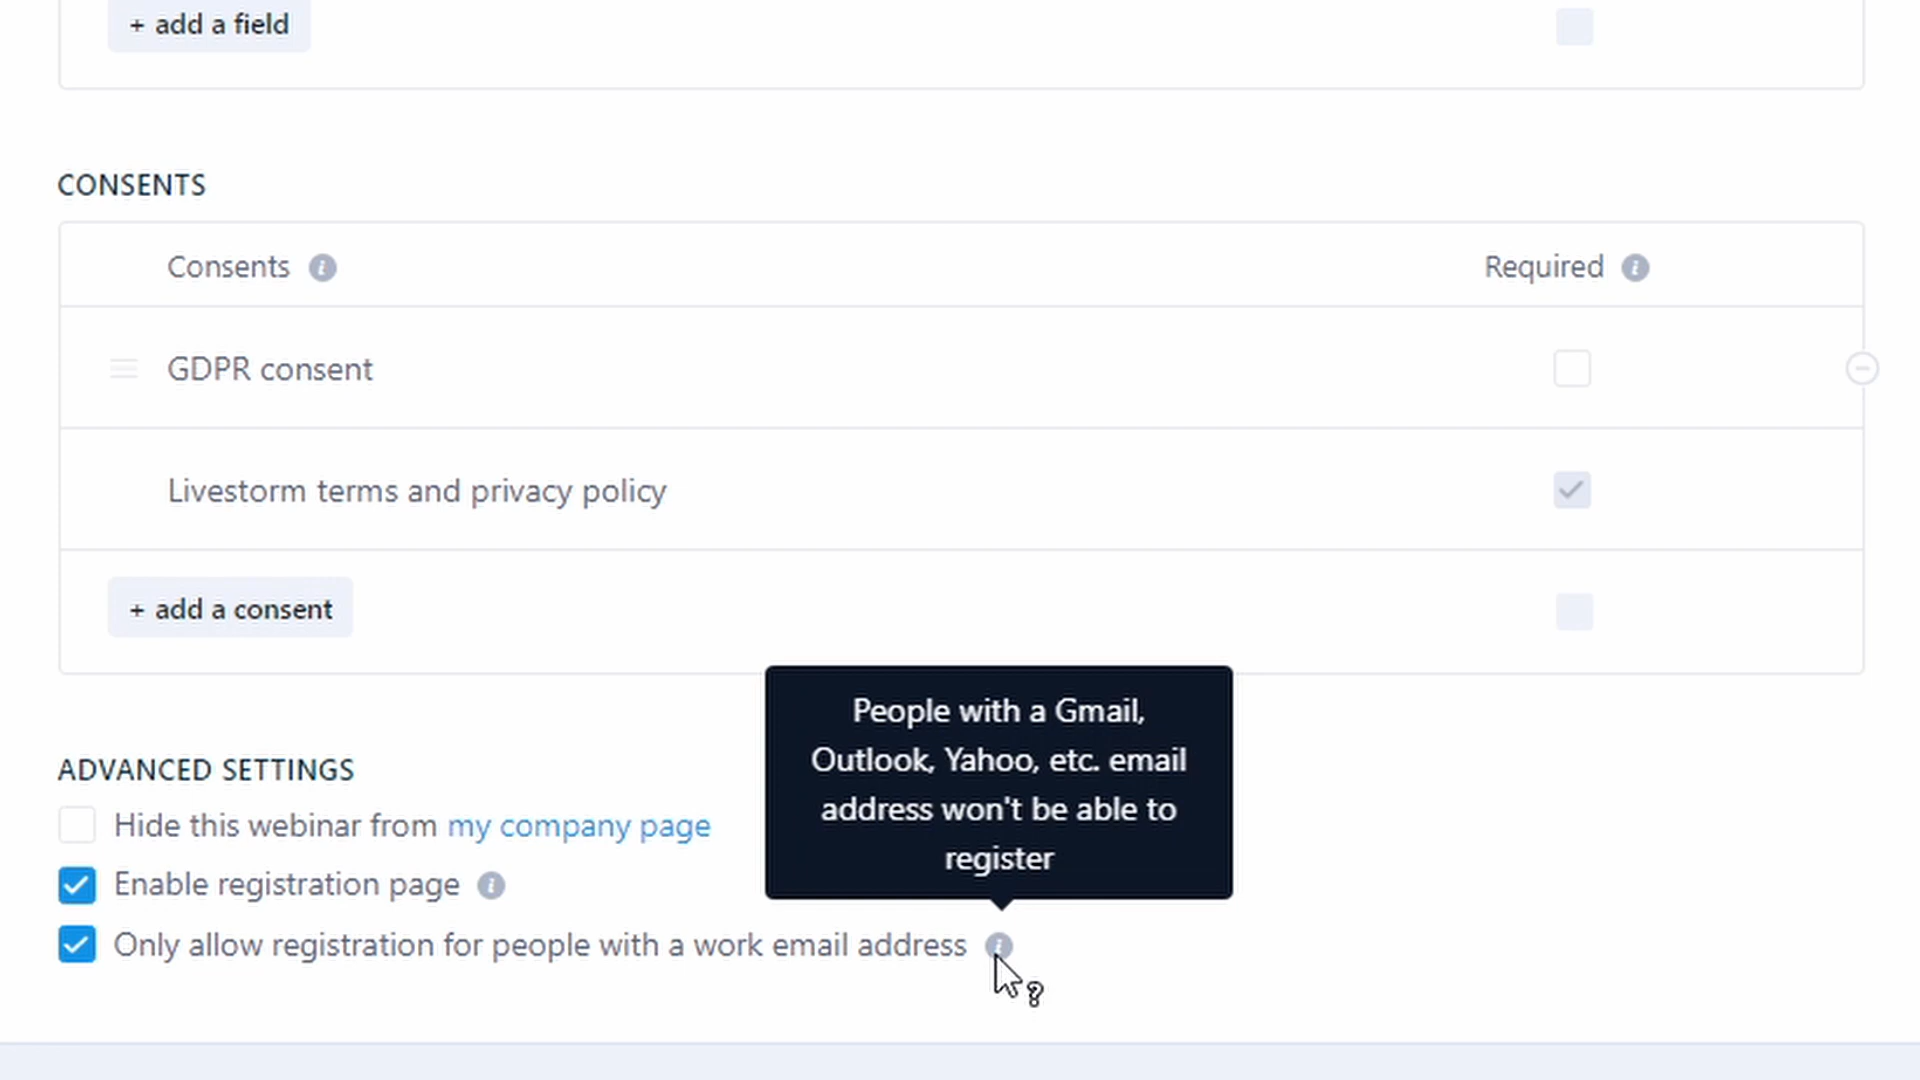 + add a field
CONSENTS
Consents
Required
GDPR consent
Livestorm terms and privacy policy
+ add a consent
People with a Gmail,
Outlook, Yahoo, etc. email
address won't be able to
register
ADVANCED SETTINGS
Hide this webinar from my company page
Enable registration page
Only allow registration for people with a work email address